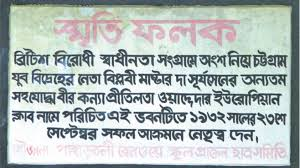 স্মৃতি ফলক
ব্রিটিশ বিরোধী স্বাধীনতা সংগ্রামে অংশ নিয়ে চট্টগ্রাম
যুব বিদ্রোহের নেতা বিপ্লবী মাষ্টার দা সূর্যসেনের অন্যতম
সহযোদ্ধা বীর কন্যা প্রীতিলতা ওয়াদ্দেদার ইউরোপিয়ান
ক্লাব নামে পরিচিত এই ভবনটিতে ১৯৩২ সালের ২৩শে
সেপ্টেম্বর সফল আক্রমনে নেতৃত্ব দেন।